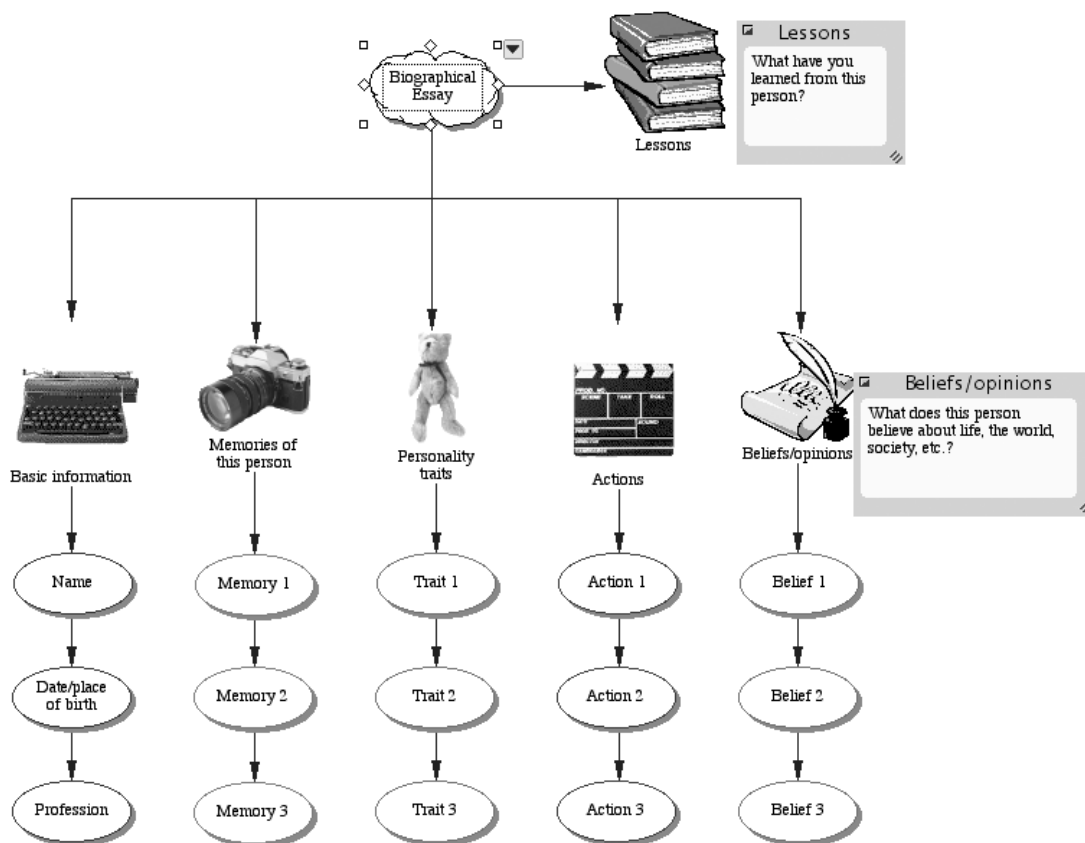 Biographical
Essay
Lessons
Lessons
What have you
learned from this
person?
Basic information
Memories of
this person
Personality
traits
Actions
Beliefs/opinions
Beliefs/opinions
What does this person
believe about life, the world,
society, etc.?
Name
Memory 1
Trait 1
Action 1
Belief 1
Date/place
of birth
Memory 2
Trait 2
Action 2
Belief 2
Profession
Memory 3
Trait 3
Action 3
Belief 3